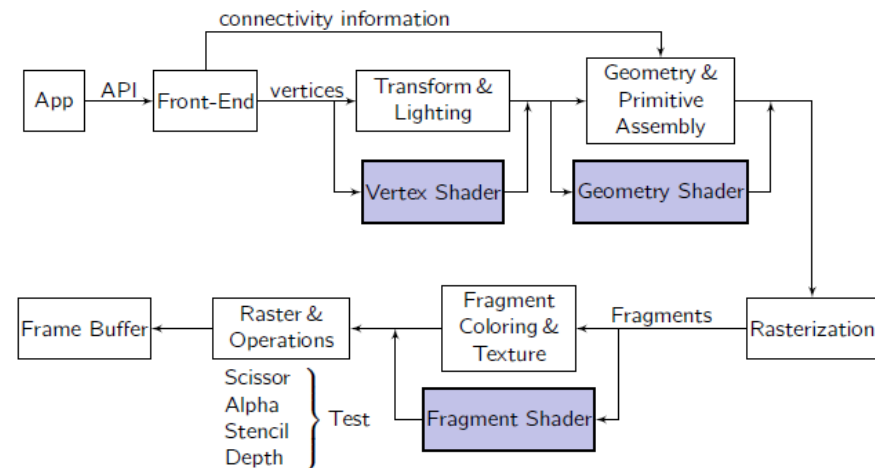 connectivity information
App
API
Front-End
vertices
Transform &
Lighting
Geometry &
Primitive
Assembly
Vertex Shader
Geometry Shader
Frame Buffer
Raster &
Operations
Fragment
Coloring &
Texture
Fragments
Rasterization
Scissor
Alpha
Stencil
Depth
Test
Fragment Shader